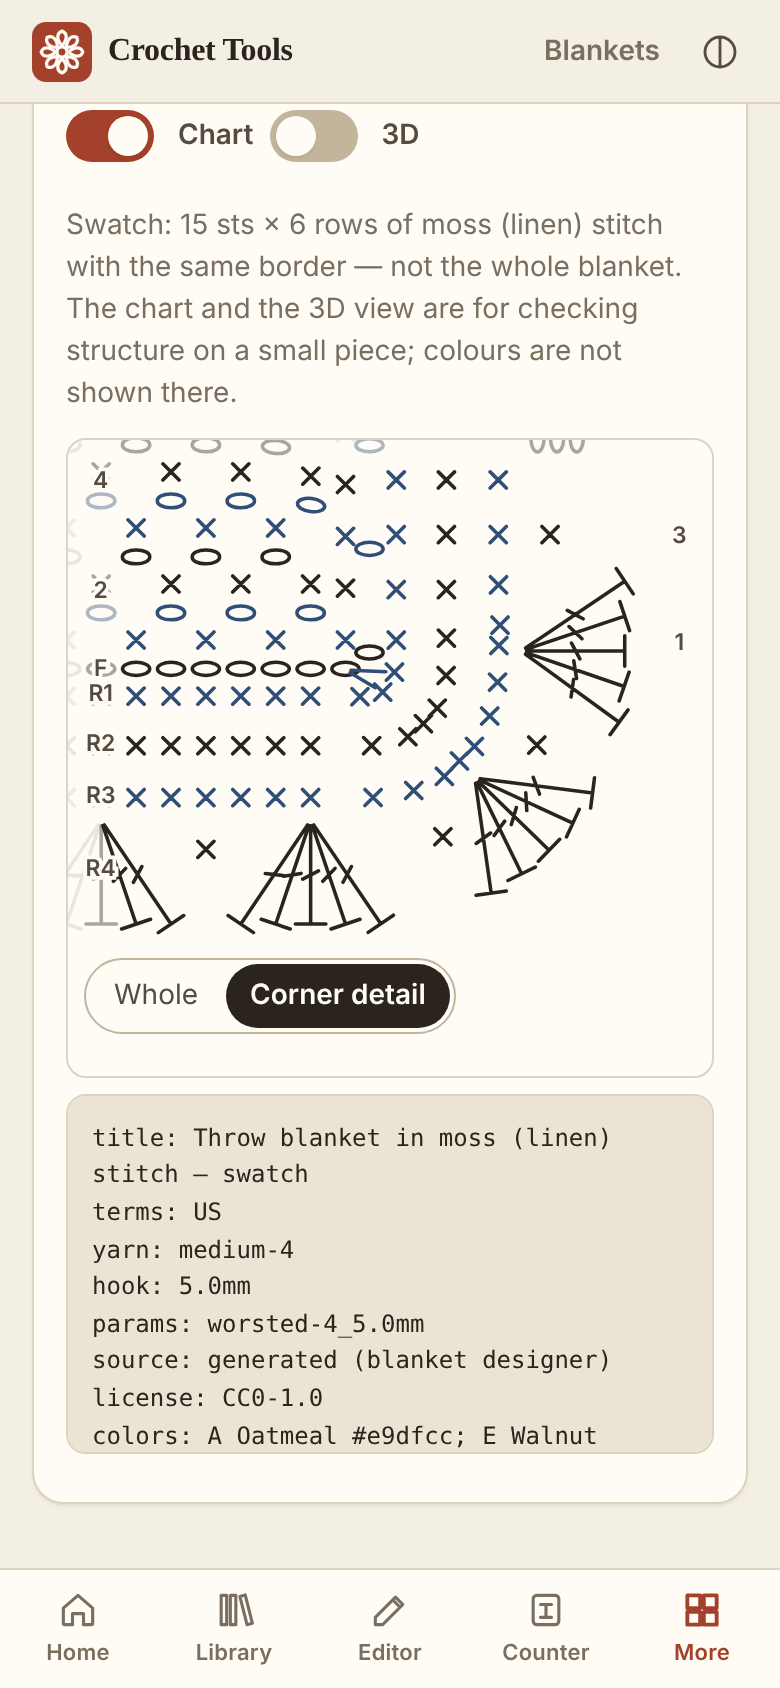 Crochet Tools
Blankets
Chart
3D
Swatch: 15 sts × 6 rows of moss (linen) stitch
with the same border — not the whole blanket.
The chart and the 3D view are for checking
structure on a small piece; colours are not
shown there.
4
3
2
1
F
R1
R2
R3
R4
Whole
Corner detail
title: Throw blanket in moss (linen)
stitch — swatch
terms: US
yarn: medium-4
hook: 5.0mm
params: worsted-4_5.0mm
source: generated (blanket designer)
license: CC0-1.0
colors: A Oatmeal #e9dfcc; E Walnut
Home
Library
Editor
Counter
More